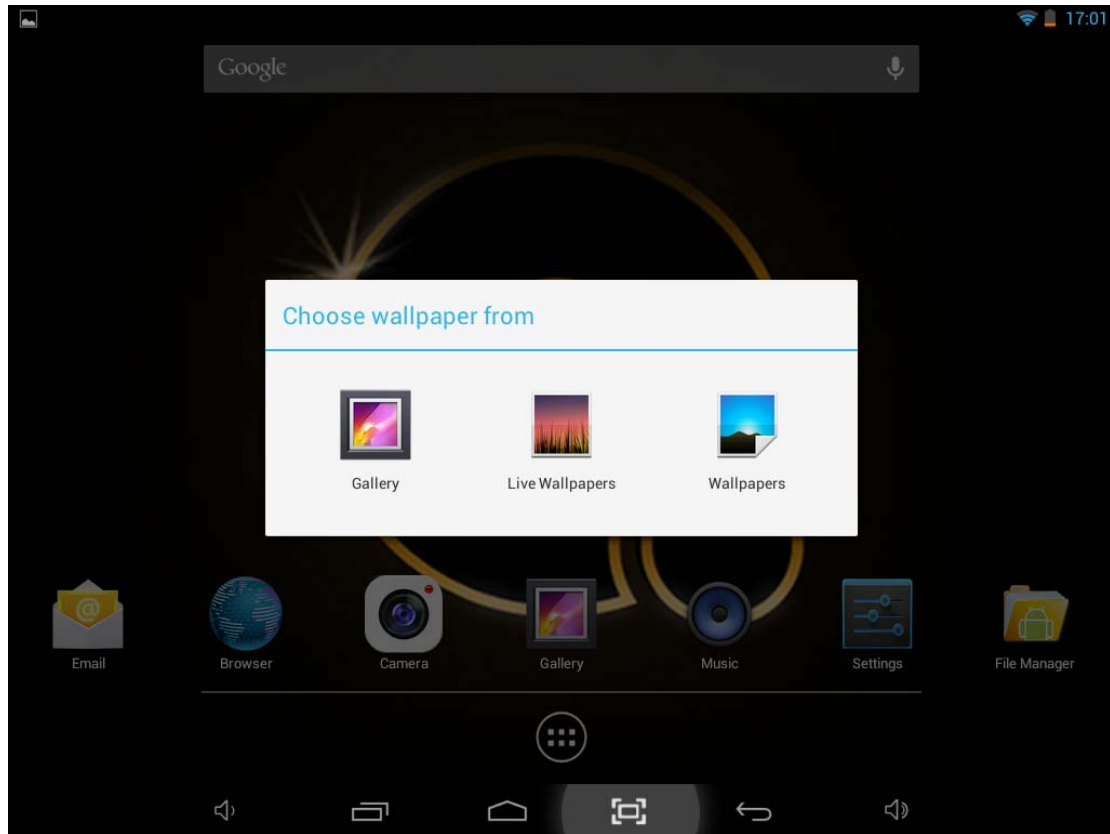 17:01
Google
Choose wallpaper from
Gallery Live Wallpapers Wallpapers
Email Browser Camera Gallery Music Settings File Manager